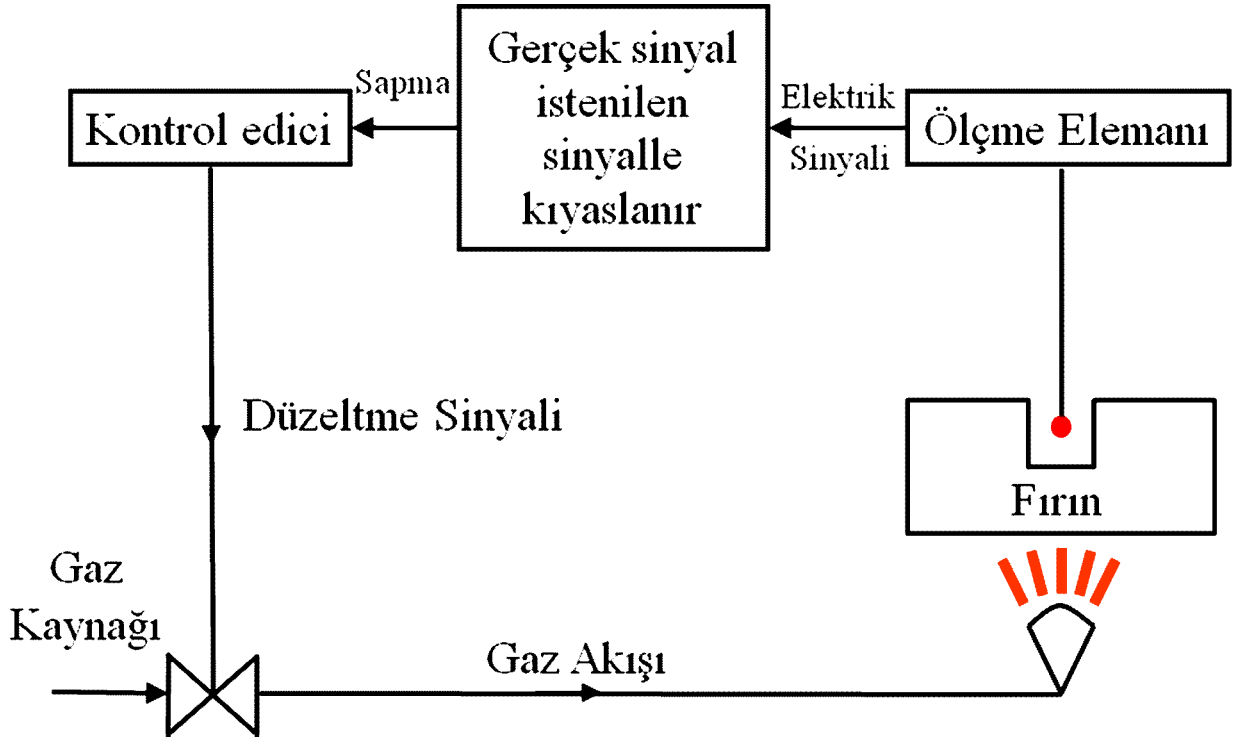 Kontrol edici
Sapma
Gerçek sinyal
istenilen
sinyalle
kıyaslanır
Elektrik
Sinyali
Ölçme Elemanı
Düzeltme Sinyali
Fırın
Gaz
Kaynağı
Gaz Akışı